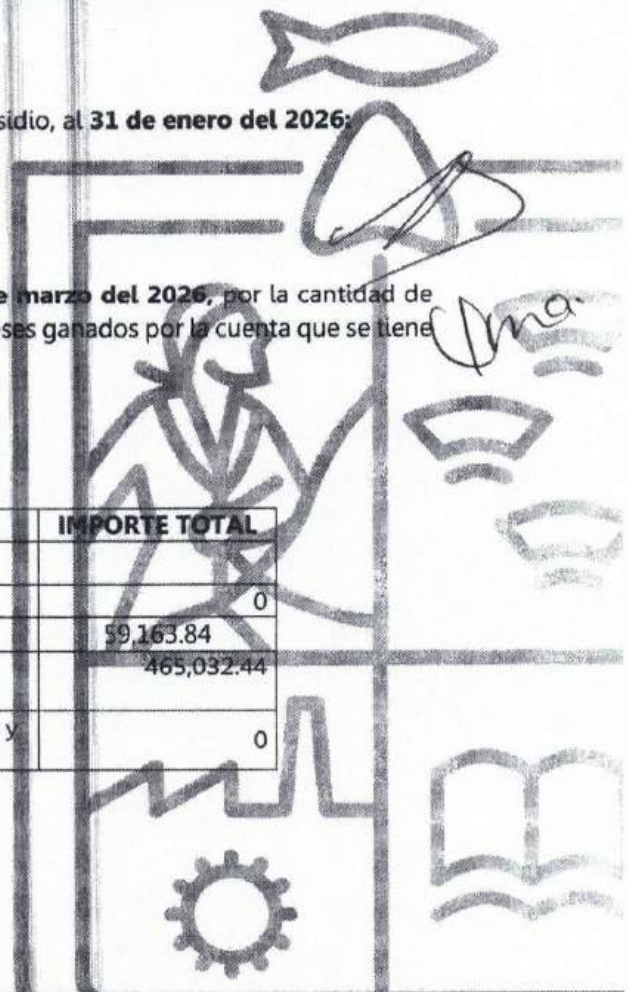 sidio, al 31 de enero del 2026:
e marzo del 2026, por la cantidad de
eses ganados por la cuenta que se tiene
IMPORTE TOTAL
0
59,163.84
465,032.44
y
0